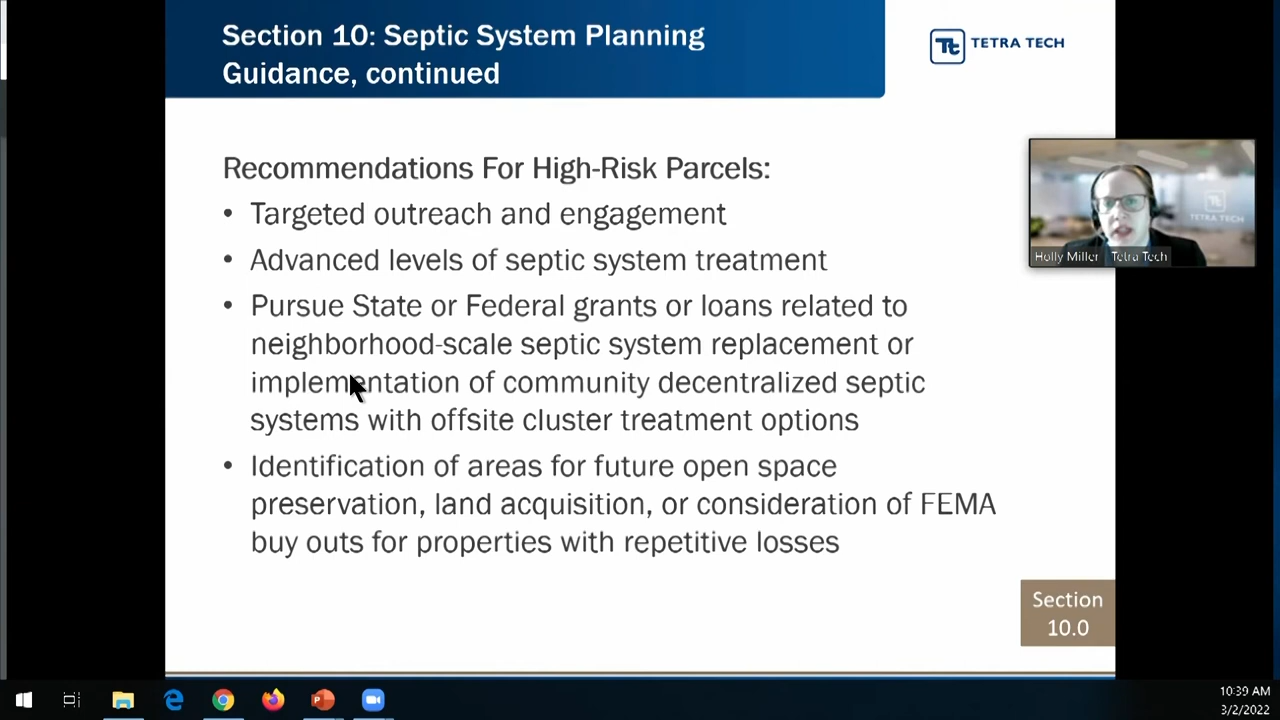 Section 10: Septic System Planning
Guidance, continued
Tt TETRA TECH
Recommendations For High-Risk Parcels:
• Targeted outreach and engagement
• Advanced levels of septic system treatment
• Pursue State or Federal grants or loans related to
neighborhood-scale septic system replacement or
implementation of community decentralized septic
systems with offsite cluster treatment options
• Identification of areas for future open space
preservation, land acquisition, or consideration of FEMA
buy outs for properties with repetitive losses
Tt
TETRA TECH
Holly Miller | Tetra Tech
Section
10.0
10:39 AM
3/2/2022